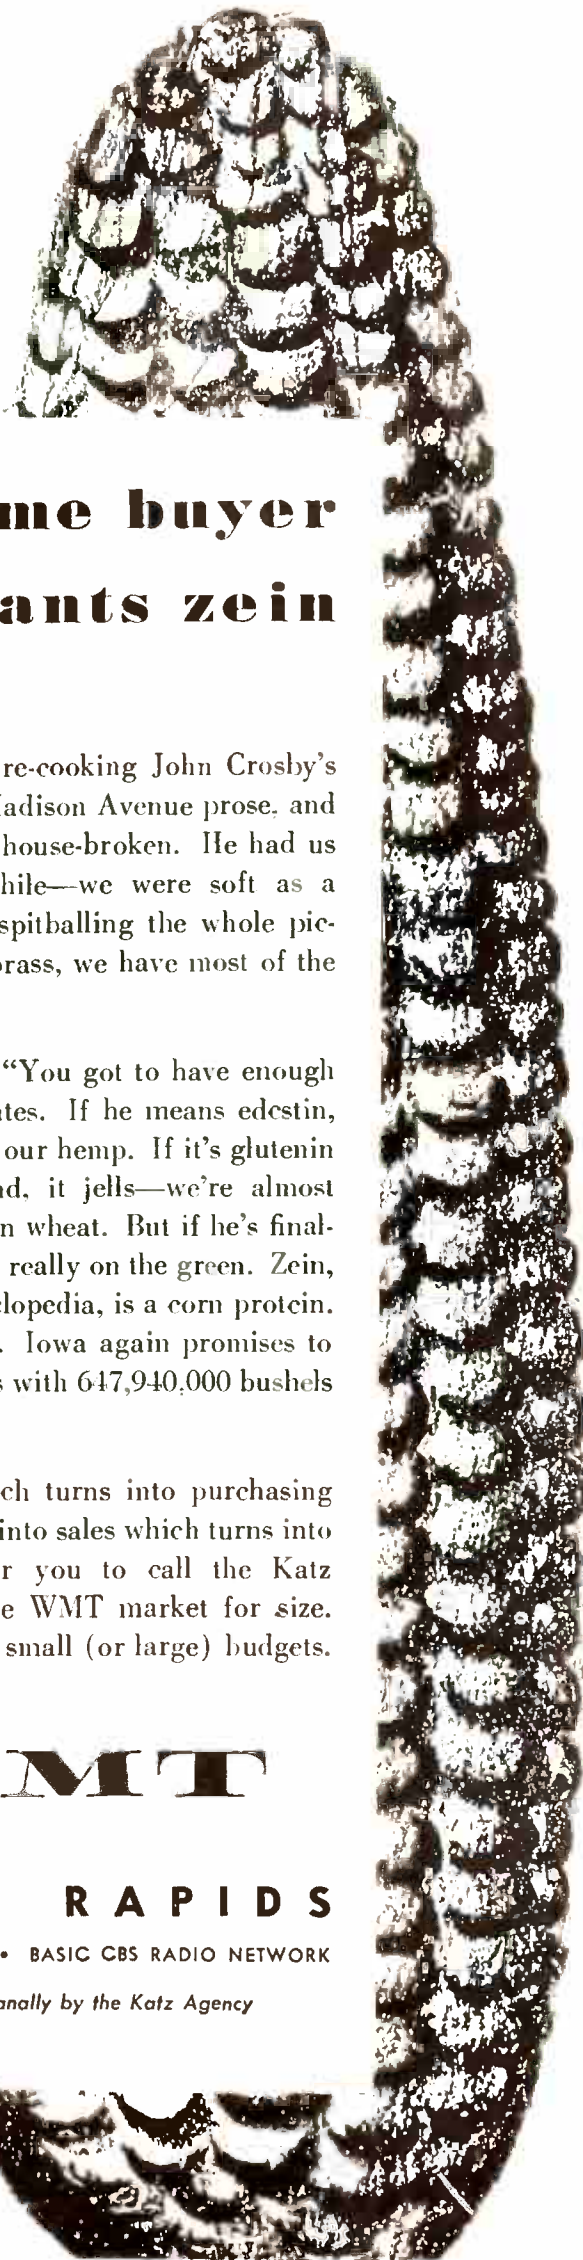 me buyer
ants zein
re-cooking John Crosby's
Madison Avenue prose, and
house-broken. He had us
hile—we were soft as a
spitballing the whole pic-
brass, we have most of the
"You got to have enough
tes. If he means edestin,
our hemp. If it's glutenin
d, it jells—we're almost
n wheat. But if he's final-
really on the green. Zein,
clopedia, is a corn protein.
. Iowa again promises to
s with 647,940,000 bushels
ch turns into purchasing
into sales which turns into
r you to call the Katz
e WMT market for size.
small (or large) budgets.
MT
RAPIDS
• BASIC CBS RADIO NETWORK
onally by the Katz Agency